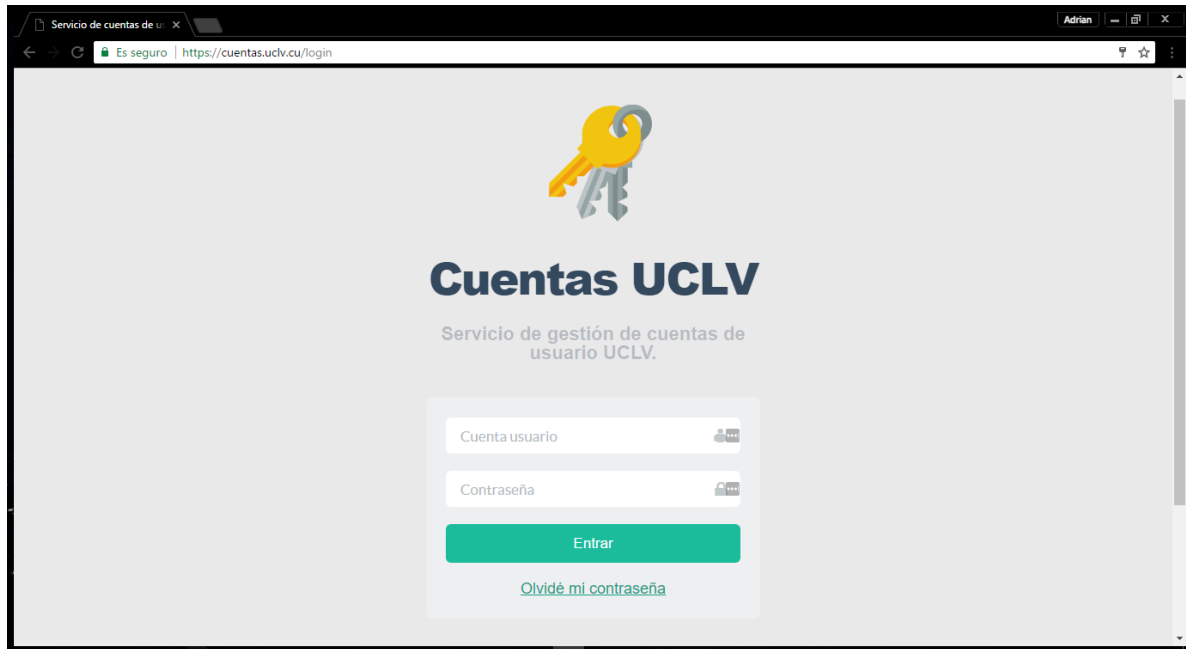 Servicio de cuentas de u
Adrian
Es seguro
https://cuentas.uclv.cu/login
Cuentas UCLV
Servicio de gestión de cuentas de
usuario UCLV.
Cuenta usuario
Contraseña
Entrar
Olvidé mi contraseña